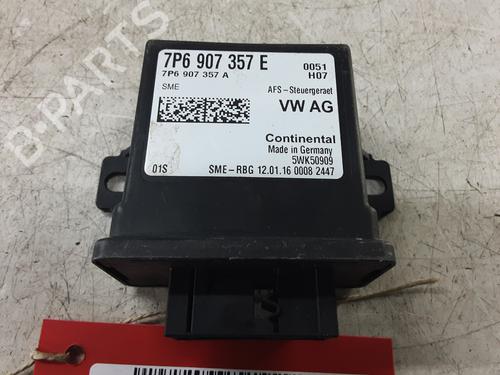 7P6 907 357 E
0051
7P6 907 357 A
H07
SME
AFS-Steuergeraet
VW AG
Continental
Made in Germany
5WK50909
01S
SME-RBG 12.01.16 0008 2447
B-PARTS